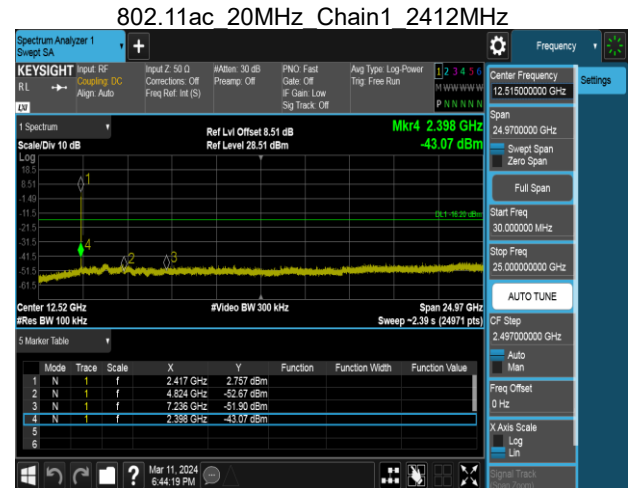 802.11ac_20MHz_Chain1_2412MHz
Spectrum Analyzer 1
Swept SA
Frequency
KEYSIGHT
RL
Input: RF
Coupling: DC
Align: Auto
Input Z: 50 Ω
Corrections: Off
Freq Ref: Int (S)
#Atten: 30 dB
Preamp: Off
PNO: Fast
Gate: Off
IF Gain: Low
Sig Track: Off
Avg Type: Log-Power
Trig: Free Run
1 2 3 4 5 6
M W W W W W
P N N N N N
1 Spectrum
Scale/Div 10 dB
Ref Lvl Offset 8.51 dB
Ref Level 28.51 dBm
Mkr4 2.398 GHz
-43.07 dBm
Log
18.5
8.51
-1.49
-11.5
-21.5
-31.5
-41.5
-51.5
-61.5
1
4
2
3
DL1 -16.20 dBm
Center 12.52 GHz
#Res BW 100 kHz
#Video BW 300 kHz
Span 24.97 GHz
Sweep ~2.39 s (24971 pts)
5 Marker Table
Mode Trace Scale X Y Function Function Width Function Value
1 N 1 f 2.417 GHz 2.757 dBm
2 N 1 f 4.824 GHz -52.67 dBm
3 N 1 f 7.236 GHz -51.90 dBm
4 N 1 f 2.398 GHz -43.07 dBm
5
6
Mar 11, 2024
6:44:19 PM
Center Frequency
12.515000000 GHz
Settings
Span
24.9700000 GHz
Swept Span
Zero Span
Full Span
Start Freq
30.000000 MHz
Stop Freq
25.000000000 GHz
AUTO TUNE
CF Step
2.497000000 GHz
Auto
Man
Freq Offset
0 Hz
X Axis Scale
Log
Lin
Signal Track
(Span Zoom)